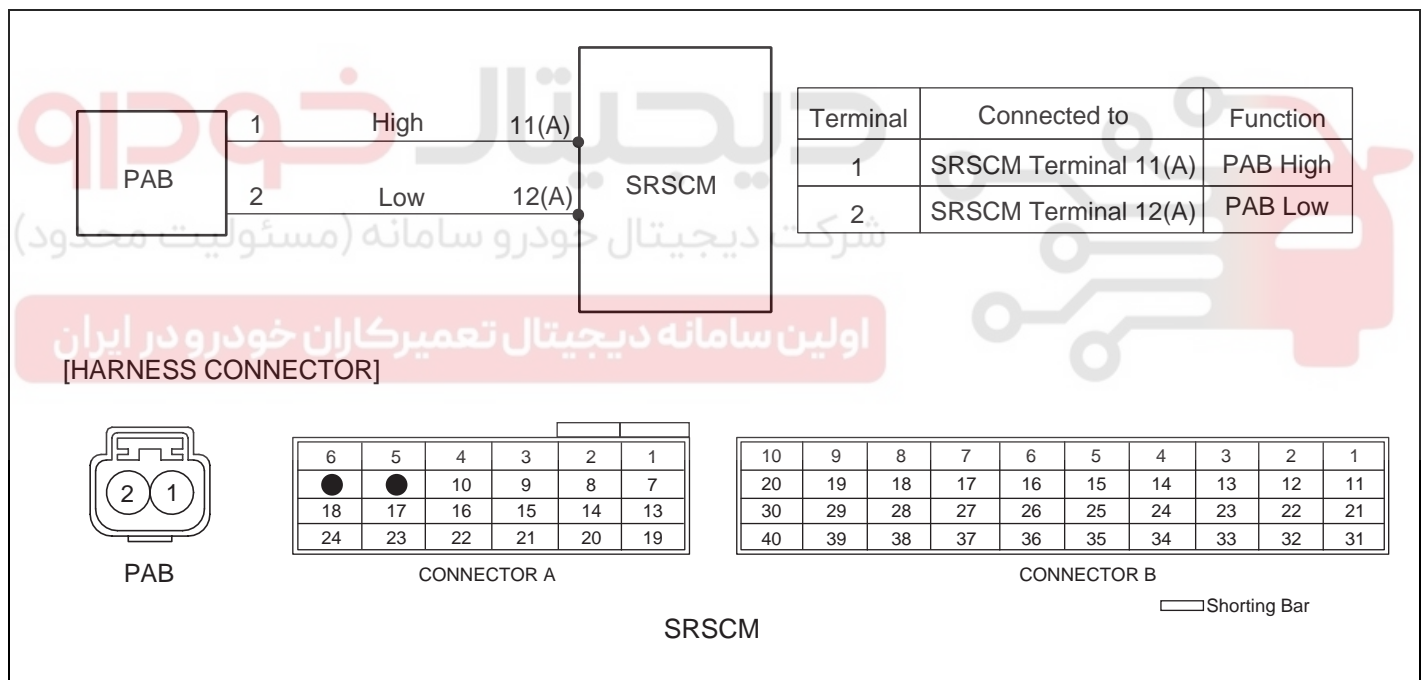 دیجیتال خودرو
شرکت دیجیتال خودرو سامانه (مسئولیت محدود)
اولین سامانه دیجیتال تعمیرکاران خودرو در ایران
PAB
1 High 11(A)
2 Low 12(A)
SRSCM
Terminal Connected to Function
1 SRSCM Terminal 11(A) PAB High
2 SRSCM Terminal 12(A) PAB Low
[HARNESS CONNECTOR]
2 1
PAB
6 5 4 3 2 1
10 9 8 7
18 17 16 15 14 13
24 23 22 21 20 19
CONNECTOR A
10 9 8 7 6 5 4 3 2 1
20 19 18 17 16 15 14 13 12 11
30 29 28 27 26 25 24 23 22 21
40 39 38 37 36 35 34 33 32 31
CONNECTOR B
Shorting Bar
SRSCM